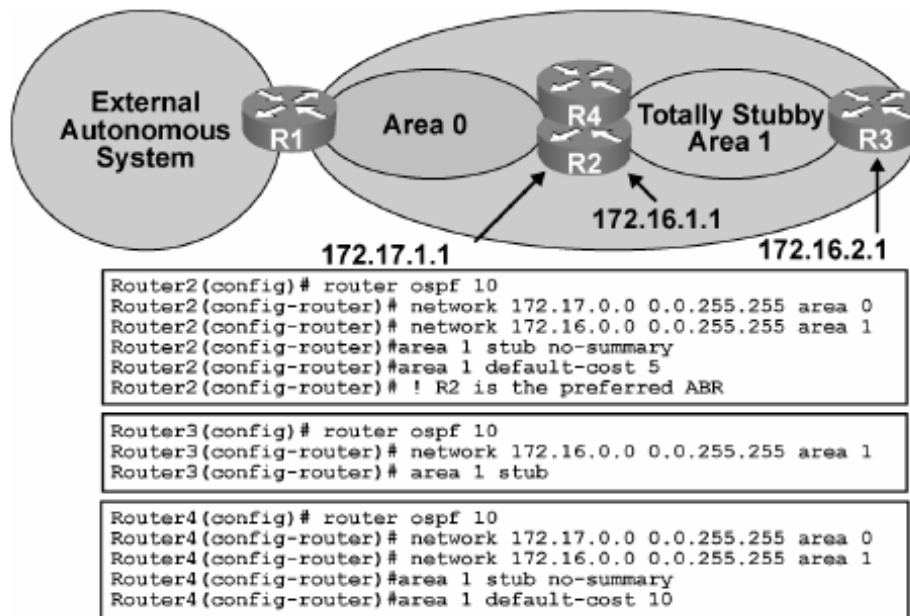 External
Autonomous
System
R1
Area 0
R4
R2
Totally Stubby
Area 1
R3
172.16.1.1
172.17.1.1
172.16.2.1
Router2(config)# router ospf 10
Router2(config-router)# network 172.17.0.0 0.0.255.255 area 0
Router2(config-router)# network 172.16.0.0 0.0.255.255 area 1
Router2(config-router)#area 1 stub no-summary
Router2(config-router)#area 1 default-cost 5
Router2(config-router)# ! R2 is the preferred ABR
Router3(config)# router ospf 10
Router3(config-router)# network 172.16.0.0 0.0.255.255 area 1
Router3(config-router)# area 1 stub
Router4(config)# router ospf 10
Router4(config-router)# network 172.17.0.0 0.0.255.255 area 0
Router4(config-router)# network 172.16.0.0 0.0.255.255 area 1
Router4(config-router)#area 1 stub no-summary
Router4(config-router)#area 1 default-cost 10